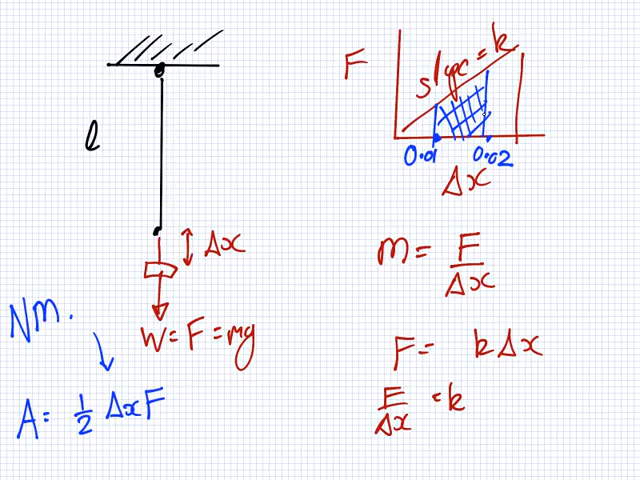 F
slope = k
0.01 0.02
Δx
l
Δx
W = F = mg
m = F/Δx
F = kΔx
F/Δx = k
NM.
A = 1/2 ΔxF